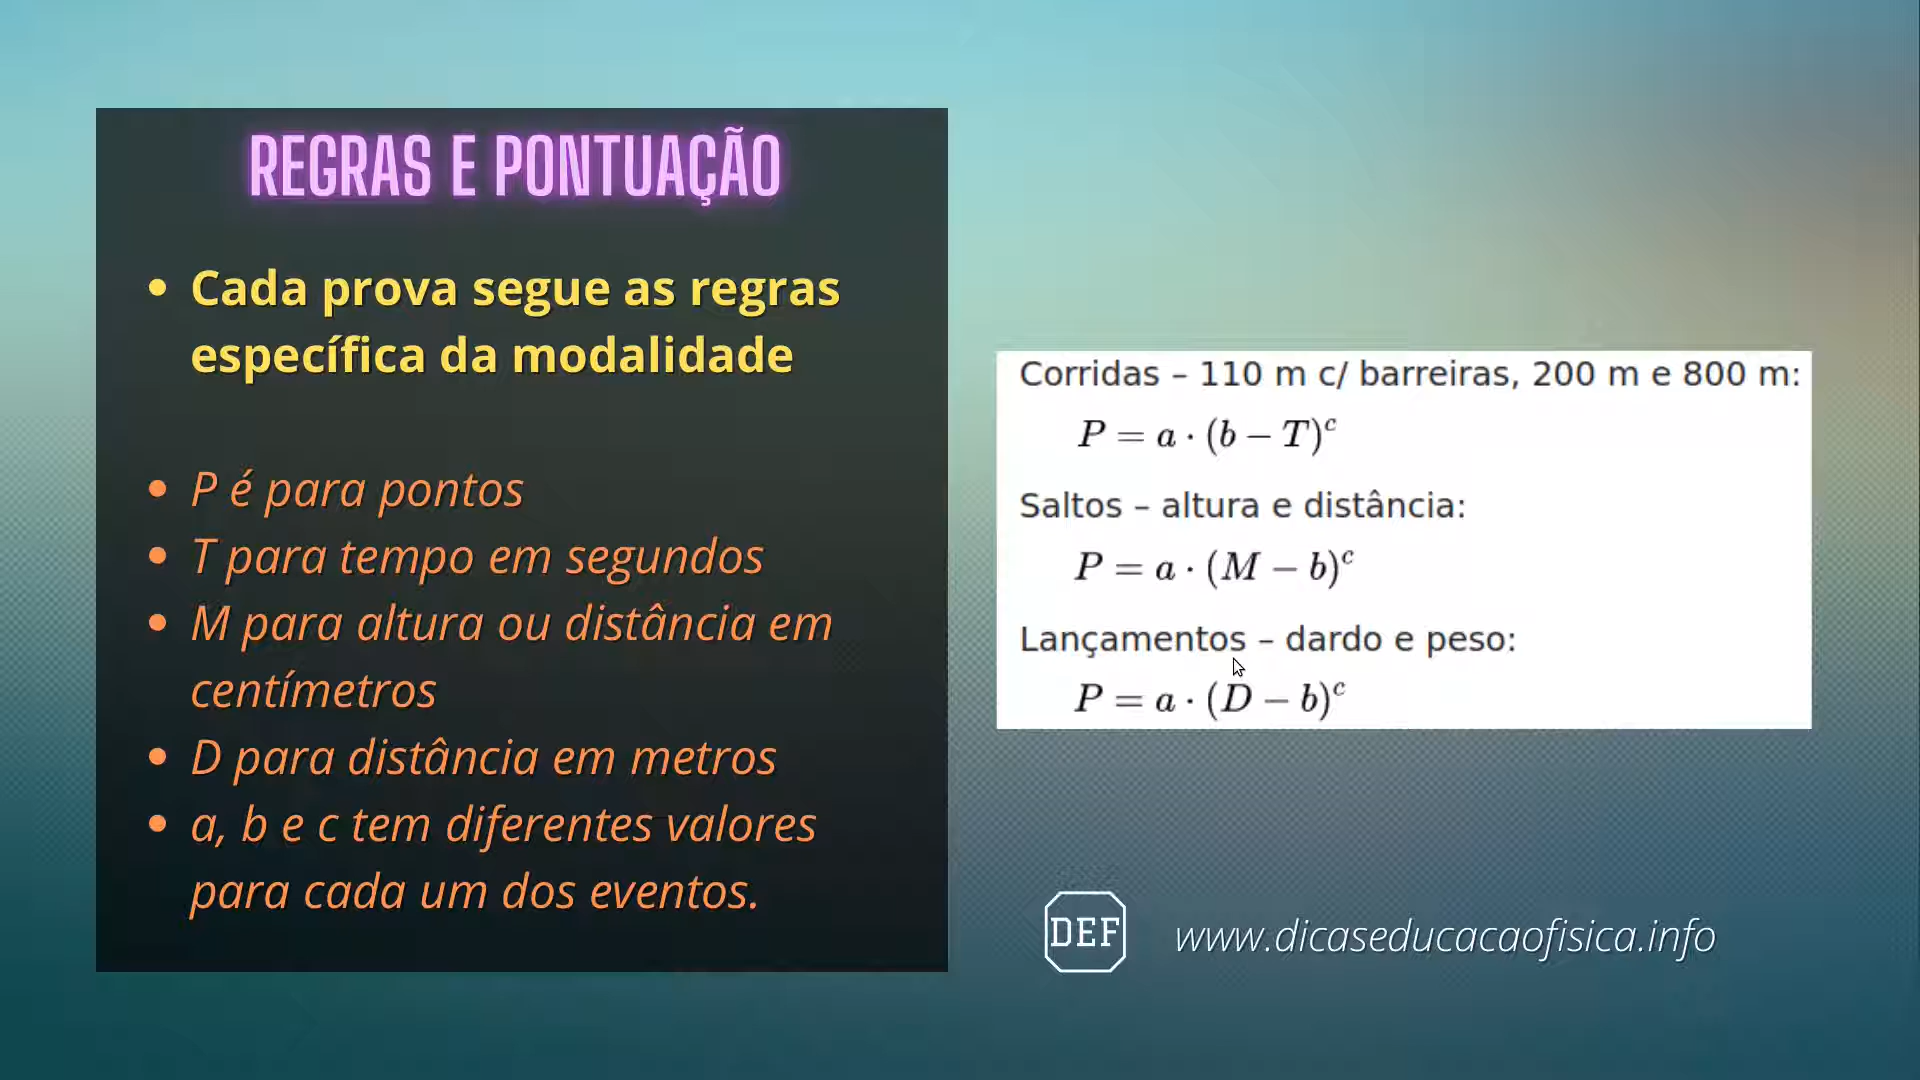 REGRAS E PONTUAÇÃO
• Cada prova segue as regras
específica da modalidade
• P é para pontos
• T para tempo em segundos
• M para altura ou distância em
centímetros
• D para distância em metros
• a, b e c tem diferentes valores
para cada um dos eventos.
Corridas – 110 m c/ barreiras, 200 m e 800 m:
P = a · (b − T)^c
Saltos – altura e distância:
P = a · (M − b)^c
Lançamentos – dardo e peso:
P = a · (D − b)^c
DEF
www.dicaseducacaofisica.info